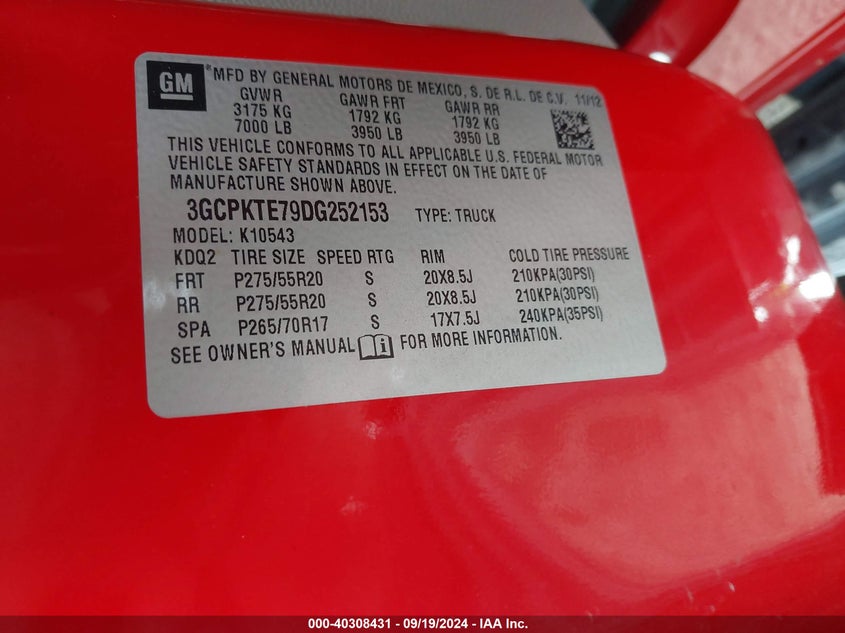 GM
*MFD BY GENERAL MOTORS DE MEXICO, S. DE R.L. DE C.V. 11/12
GVWR GAWR FRT GAWR RR
3175 KG 1792 KG 1792 KG
7000 LB 3950 LB 3950 LB
THIS VEHICLE CONFORMS TO ALL APPLICABLE U.S. FEDERAL MOTOR
VEHICLE SAFETY STANDARDS IN EFFECT ON THE DATE OF
MANUFACTURE SHOWN ABOVE.
3GCPKTE79DG252153 TYPE: TRUCK
MODEL: K10543
KDQ2 TIRE SIZE SPEED RTG RIM COLD TIRE PRESSURE
FRT P275/55R20 S 20X8.5J 210KPA(30PSI)
RR P275/55R20 S 20X8.5J 210KPA(30PSI)
SPA P265/70R17 S 17X7.5J 240KPA(35PSI)
SEE OWNER'S MANUAL FOR MORE INFORMATION.
000-40308431 - 09/19/2024 - IAA Inc.